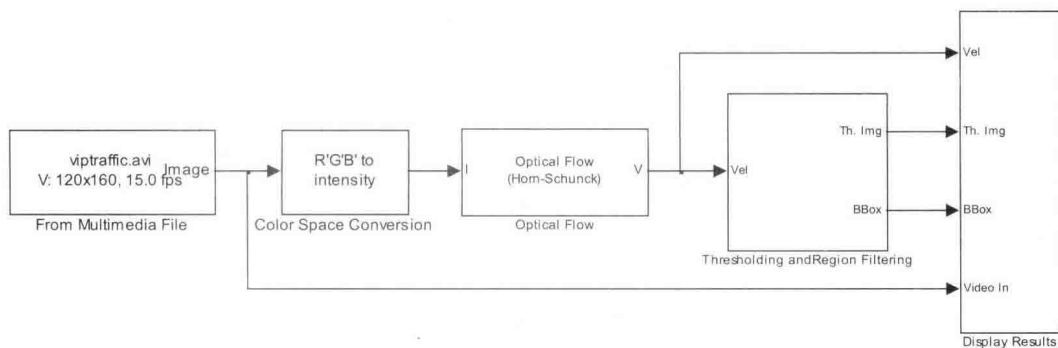 viptraffic.avi
V: 120x160, 15.0 fps
Image
From Multimedia File
R'G'B' to
intensity
Color Space Conversion
I
Optical Flow
(Horn-Schunck)
V
Optical Flow
Vel
Th. Img
BBox
Thresholding andRegion Filtering
Vel
Th. Img
BBox
Video In
Display Results